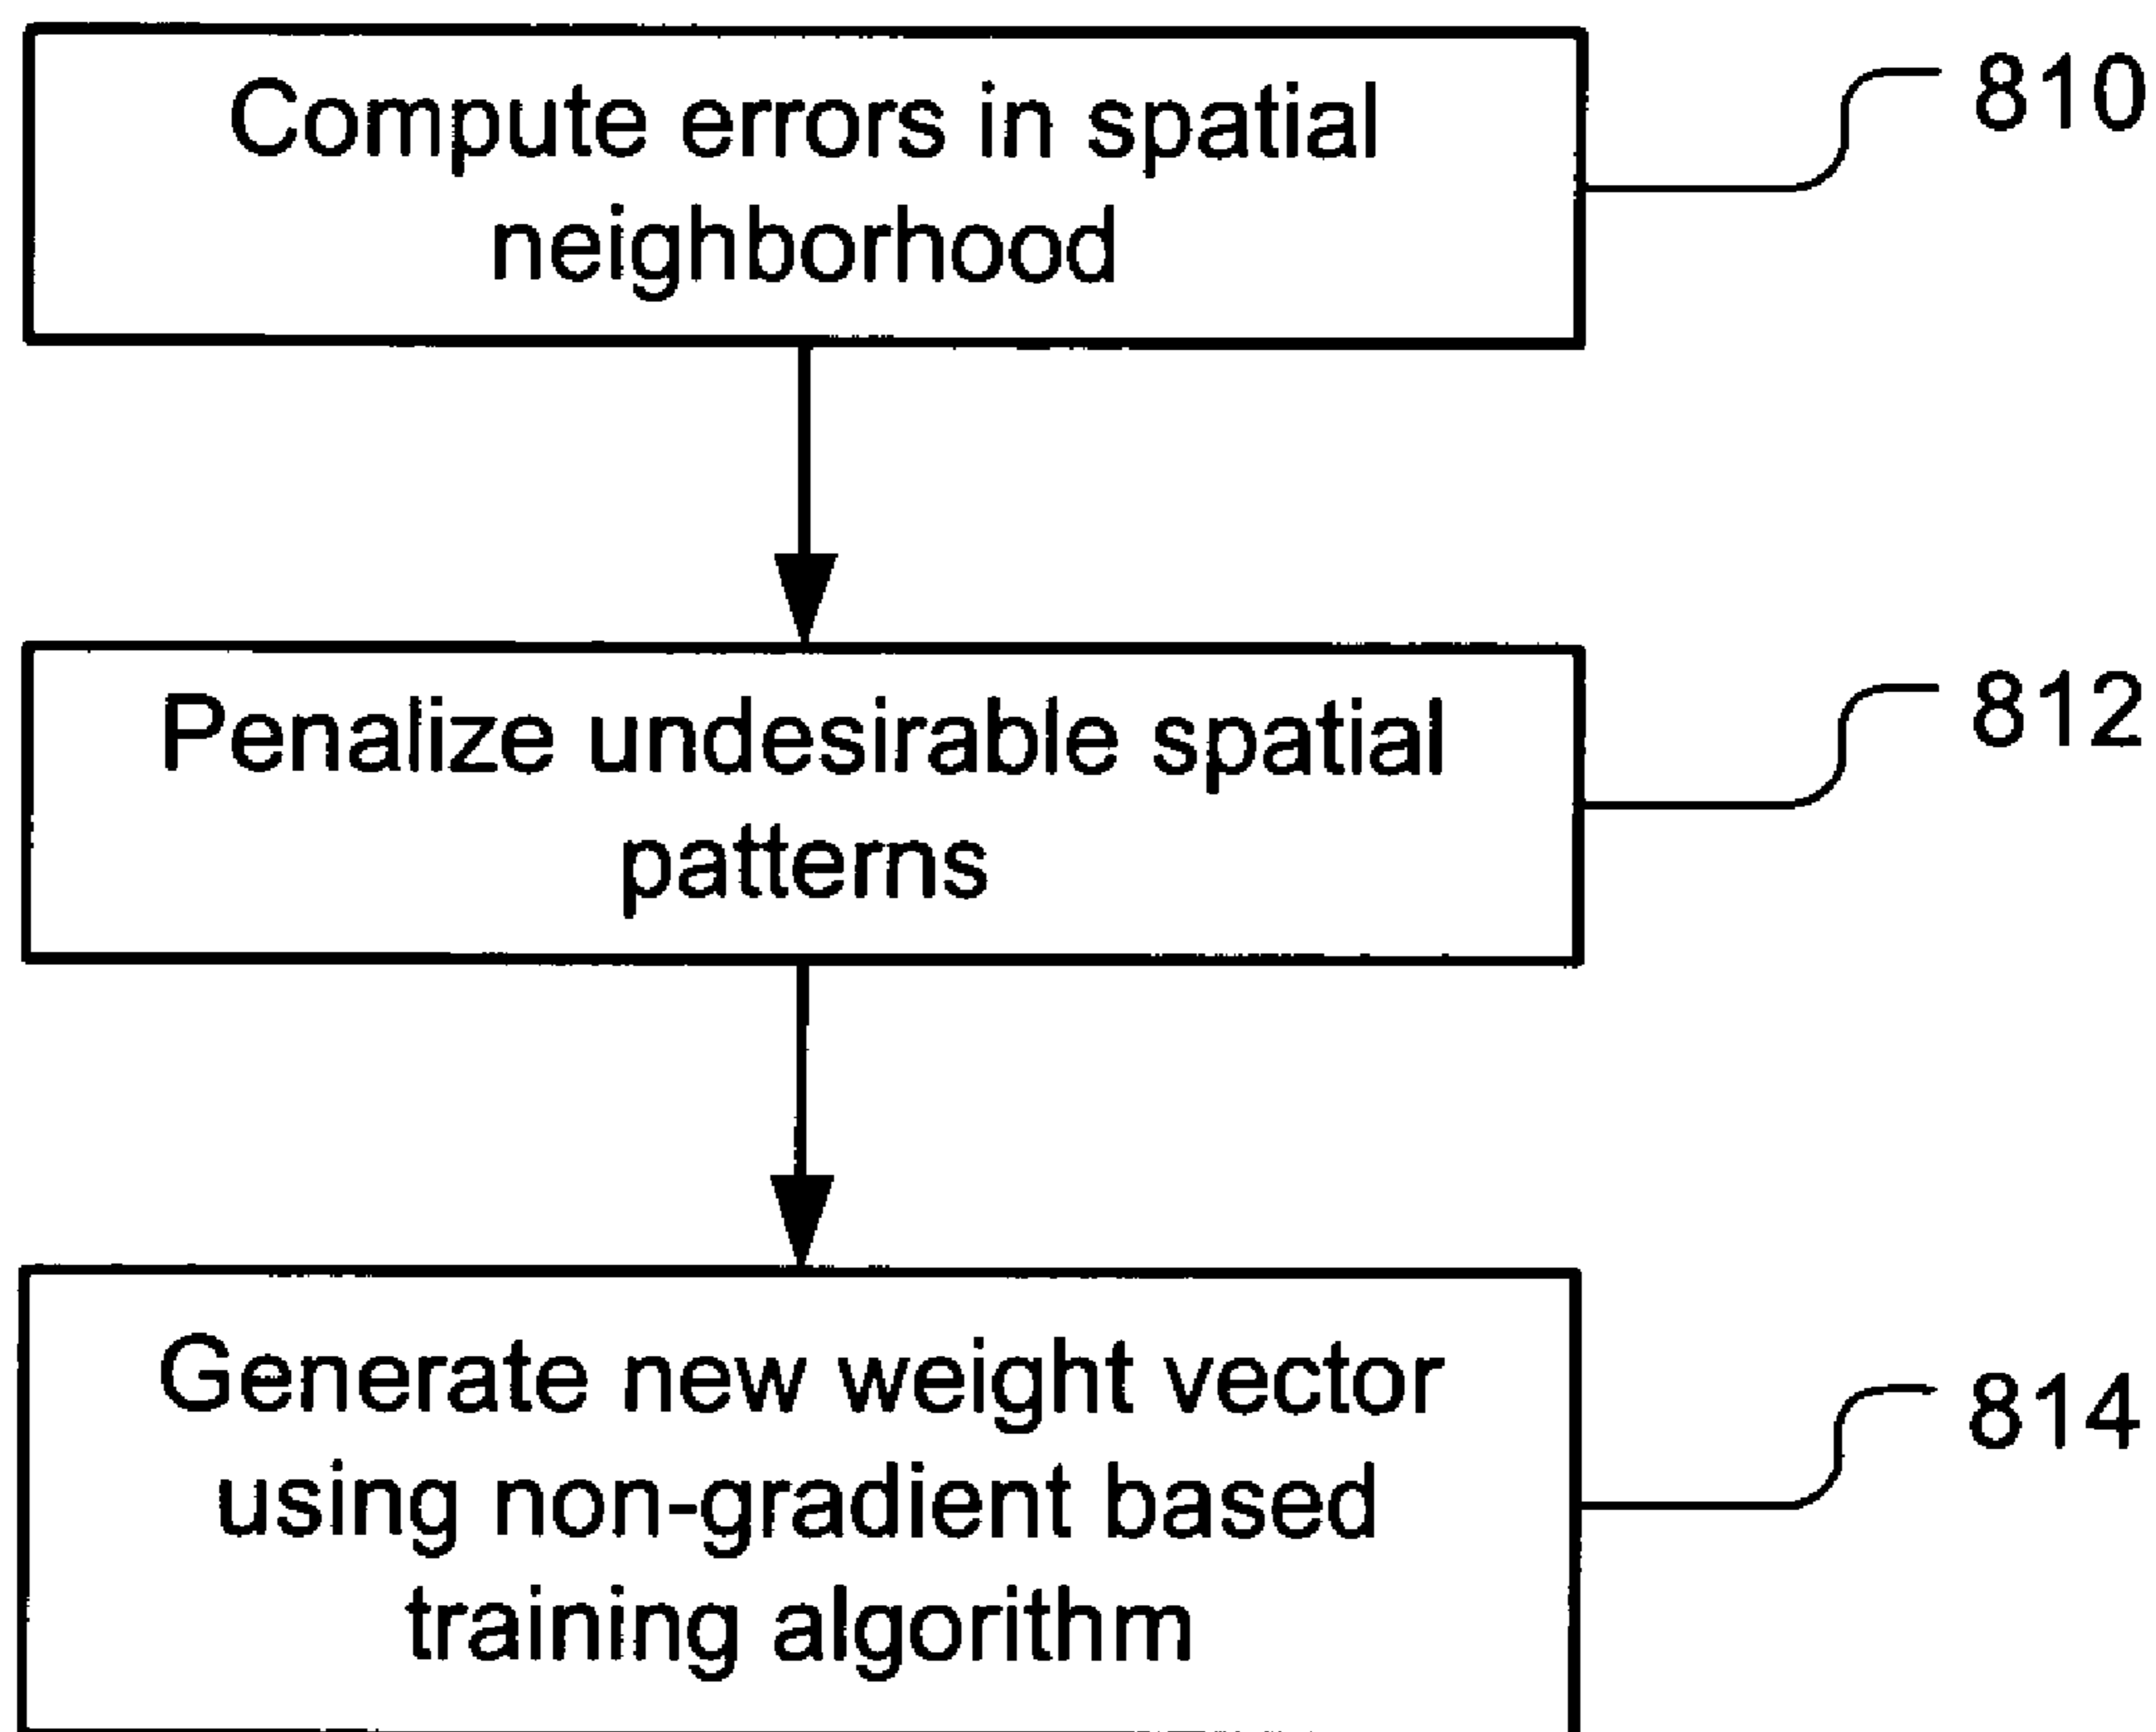 Compute errors in spatial
neighborhood
810
Penalize undesirable spatial
patterns
812
Generate new weight vector
using non-gradient based
training algorithm
814